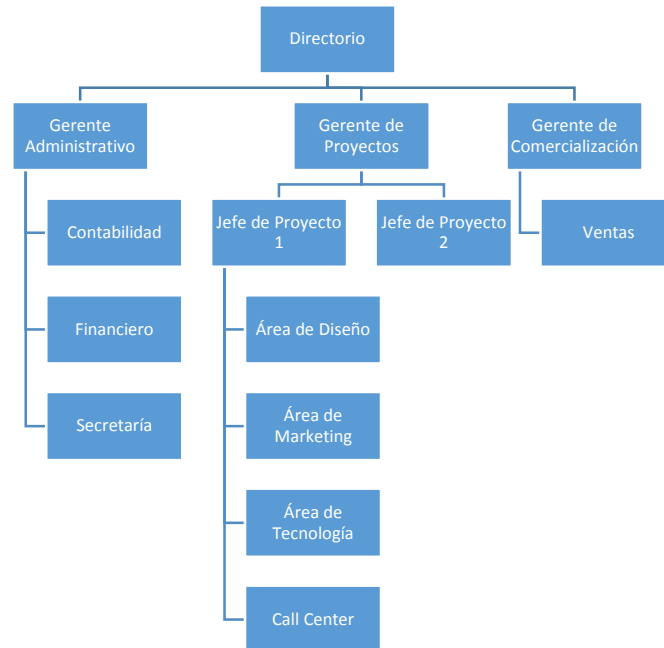 Directorio
Gerente
Administrativo
Gerente de
Proyectos
Gerente de
Comercialización
Contabilidad
Jefe de Proyecto
1
Jefe de Proyecto
2
Ventas
Financiero
Área de Diseño
Secretaría
Área de
Marketing
Área de
Tecnología
Call Center